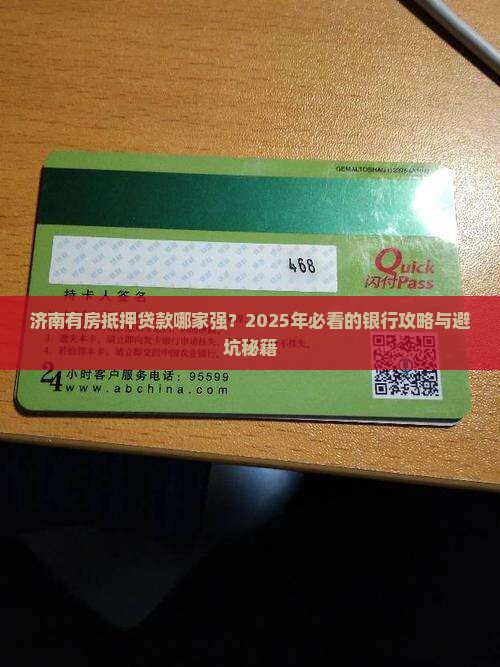 GEMALTOSHAG
468
Quick
闪付Pass
持卡人签名
济南有房抵押贷款哪家强？2025年必看的银行攻略与避
坑秘籍
3. 遗失本卡，请立即向发卡银行申请挂失。
4. 若拾得本卡，请立即交回中国农业银行。
24小时客户服务电话：95599
www.abchina.com